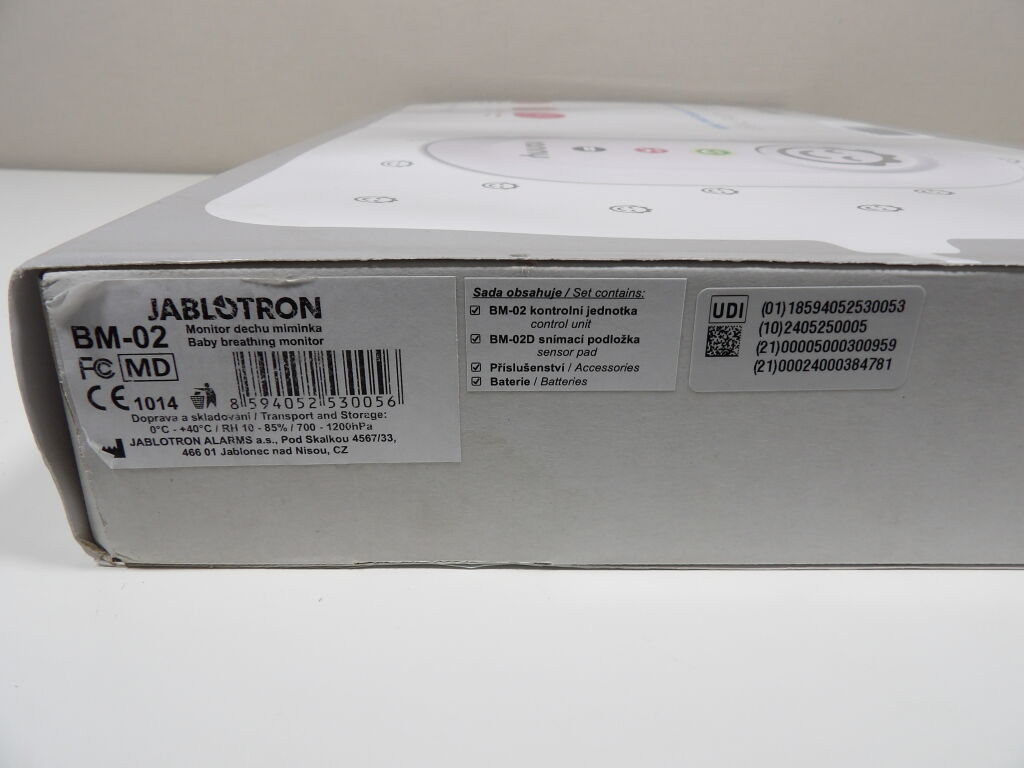 JABLOTRON
BM-02
Monitor dechu miminka
Baby breathing monitor
FC MD
CE 1014
8 594052 530056
Doprava a skladování / Transport and Storage:
0°C - +40°C / RH 10 - 85% / 700 - 1200hPa
JABLOTRON ALARMS a.s., Pod Skalkou 4567/33,
466 01 Jablonec nad Nisou, CZ
Sada obsahuje / Set contains:
☑ BM-02 kontrolní jednotka
control unit
☑ BM-02D snímací podložka
sensor pad
☑ Příslušenství / Accessories
☑ Baterie / Batteries
UDI
(01)18594052530053
(10)2405250005
(21)00005000300959
(21)00024000384781
nanny